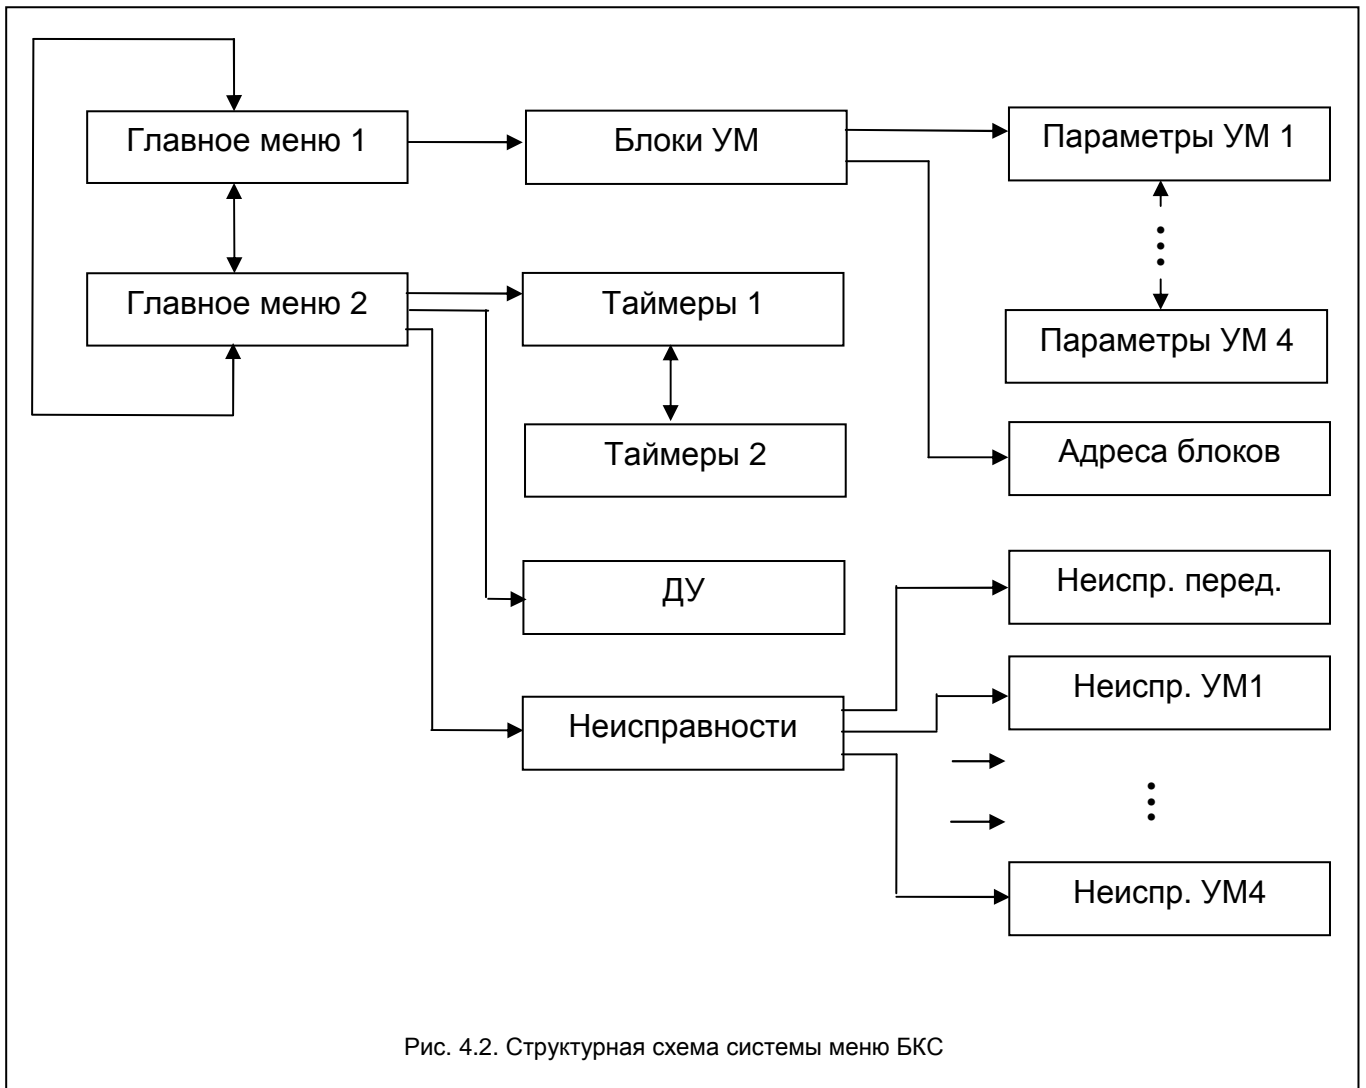 Главное меню 1
Блоки УМ
Параметры УМ 1
Главное меню 2
Таймеры 1
Параметры УМ 4
Таймеры 2
Адреса блоков
ДУ
Неиспр. перед.
Неисправности
Неиспр. УМ1
Неиспр. УМ4
Рис. 4.2. Структурная схема системы меню БКС